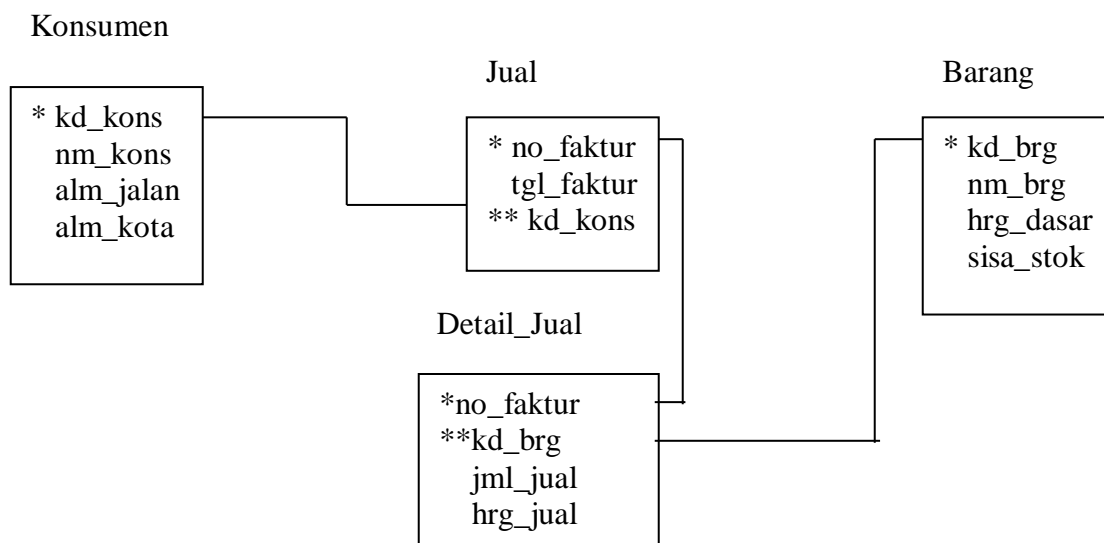 Konsumen
* kd_kons
nm_kons
alm_jalan
alm_kota
Jual
* no_faktur
tgl_faktur
** kd_kons
Barang
* kd_brg
nm_brg
hrg_dasar
sisa_stok
Detail_Jual
*no_faktur
**kd_brg
jml_jual
hrg_jual